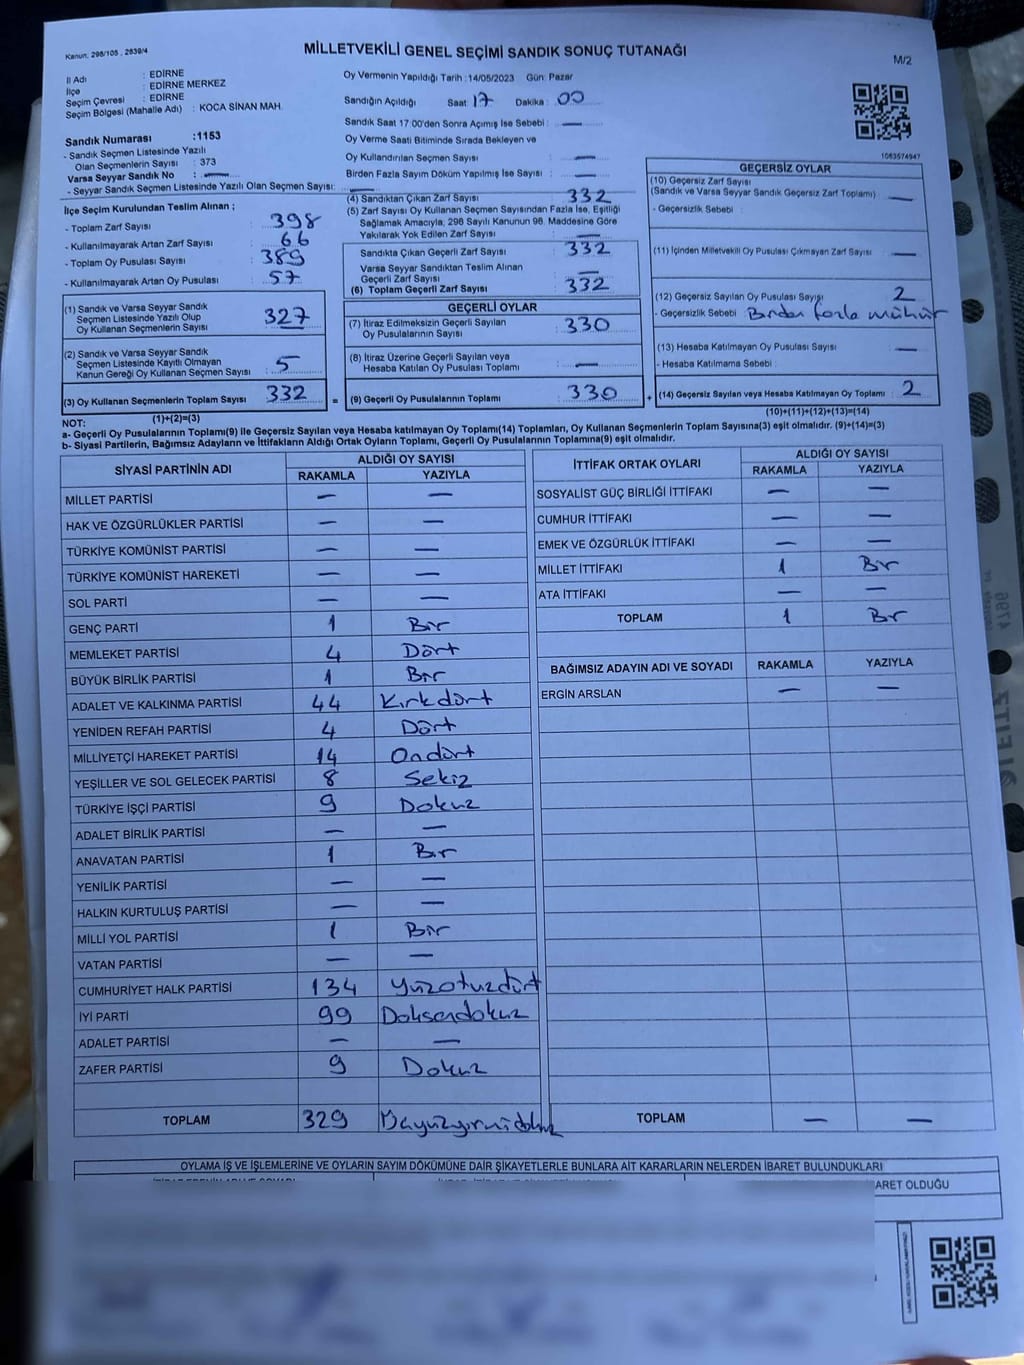 Kanun: 298/105 , 2839/4
MİLLETVEKİLİ GENEL SEÇİMİ SANDIK SONUÇ TUTANAĞI
M/2
İl Adı : EDİRNE
İlçe : EDİRNE MERKEZ
Seçim Çevresi : EDİRNE
Seçim Bölgesi (Mahalle Adı) : KOCA SİNAN MAH
Oy Vermenin Yapıldığı Tarih : 14/05/2023 Gün: Pazar
Sandığın Açıldığı Saat 17 Dakika : 00
Sandık Saat 17 00'den Sonra Açımış İse Sebebi : —
Oy Verme Saati Bitiminde Sırada Bekleyen ve
Oy Kullandırılan Seçmen Sayısı —
Birden Fazla Sayım Döküm Yapılmış İse Sayısı : —
1063574947
Sandık Numarası :1153
- Sandık Seçmen Listesinde Yazılı
Olan Seçmenlerin Sayısı : 373
Varsa Seyyar Sandık No : —
- Seyyar Sandık Seçmen Listesinde Yazılı Olan Seçmen Sayısı: —
İlçe Seçim Kurulundan Teslim Alınan ;
- Toplam Zarf Sayısı : 398
- Kullanılmayarak Artan Zarf Sayısı : 66
- Toplam Oy Pusulası Sayısı : 389
- Kullanılmayarak Artan Oy Pusulası : 57
(1) Sandık ve Varsa Seyyar Sandık
Seçmen Listesinde Yazılı Olup
Oy Kullanan Seçmenlerin Sayısı : 327
(2) Sandık ve Varsa Seyyar Sandık
Seçmen Listesinde Kayıtlı Olmayan
Kanun Gereği Oy Kullanan Seçmen Sayısı : 5
(3) Oy Kullanan Seçmenlerin Toplam Sayısı : 332 =
(1)+(2)=(3)
(4) Sandıktan Çıkan Zarf Sayısı : 332
(5) Zarf Sayısı Oy Kullanan Seçmen Sayısından Fazla İse, Eşitliği
Sağlamak Amacıyla, 298 Sayılı Kanunun 98. Maddesine Göre
Yakılarak Yok Edilen Zarf Sayısı : —
Sandıkta Çıkan Geçerli Zarf Sayısı : 332
Varsa Seyyar Sandıktan Teslim Alınan
Geçerli Zarf Sayısı : —
(6) Toplam Geçerli Zarf Sayısı : 332
GEÇERLİ OYLAR
(7) İtiraz Edilmeksizin Geçerli Sayılan
Oy Pusulalarının Sayısı : 330
(8) İtiraz Üzerine Geçerli Sayılan veya
Hesaba Katılan Oy Pusulası Toplamı : —
(9) Geçerli Oy Pusulalarının Toplamı : 330 +
GEÇERSİZ OYLAR
(10) Geçersiz Zarf Sayısı
(Sandık ve Varsa Seyyar Sandık Geçersiz Zarf Toplamı) : —
- Geçersizlik Sebebi :
(11) İçinden Milletvekili Oy Pusulası Çıkmayan Zarf Sayısı : —
(12) Geçersiz Sayılan Oy Pusulası Sayısı : 2
- Geçersizlik Sebebi : Birden fazla mühür
(13) Hesaba Katılmayan Oy Pusulası Sayısı : —
- Hesaba Katılmama Sebebi :
(14) Geçersiz Sayılan veya Hesaba Katılmayan Oy Toplamı : 2
(10)+(11)+(12)+(13)=(14)
NOT:
a- Geçerli Oy Pusulalarının Toplamı(9) ile Geçersiz Sayılan veya Hesaba katılmayan Oy Toplamı(14) Toplamları, Oy Kullanan Seçmenlerin Toplam Sayısına(3) eşit olmalıdır. (9)+(14)=(3)
b- Siyasi Partilerin, Bağımsız Adayların ve İttifakların Aldığı Ortak Oyların Toplamı, Geçerli Oy Pusulalarının Toplamına(9) eşit olmalıdır.
SİYASİ PARTİNİN ADI ALDIĞI OY SAYISI
RAKAMLA YAZIYLA
MİLLET PARTİSİ — —
HAK VE ÖZGÜRLÜKLER PARTİSİ — —
TÜRKİYE KOMÜNİST PARTİSİ — —
TÜRKİYE KOMÜNİST HAREKETİ — —
SOL PARTİ — —
GENÇ PARTİ 1 Bir
MEMLEKET PARTİSİ 4 Dört
BÜYÜK BİRLİK PARTİSİ 1 Bir
ADALET VE KALKINMA PARTİSİ 44 Kırkdört
YENİDEN REFAH PARTİSİ 4 Dört
MİLLİYETÇİ HAREKET PARTİSİ 14 Ondört
YEŞİLLER VE SOL GELECEK PARTİSİ 8 Sekiz
TÜRKİYE İŞÇİ PARTİSİ 9 Dokuz
ADALET BİRLİK PARTİSİ — —
ANAVATAN PARTİSİ 1 Bir
YENİLİK PARTİSİ — —
HALKIN KURTULUŞ PARTİSİ — —
MİLLİ YOL PARTİSİ 1 Bir
VATAN PARTİSİ — —
CUMHURİYET HALK PARTİSİ 134 Yüzotuzdört
İYİ PARTİ 99 Doksandokuz
ADALET PARTİSİ — —
ZAFER PARTİSİ 9 Dokuz
TOPLAM 329
İTTİFAK ORTAK OYLARI ALDIĞI OY SAYISI
RAKAMLA YAZIYLA
SOSYALİST GÜÇ BİRLİĞİ İTTİFAKI — —
CUMHUR İTTİFAKI — —
EMEK VE ÖZGÜRLÜK İTTİFAKI — —
MİLLET İTTİFAKI 1 Bir
ATA İTTİFAKI — —
TOPLAM 1 Bir
BAĞIMSIZ ADAYIN ADI VE SOYADI RAKAMLA YAZIYLA
ERGİN ARSLAN — —
TOPLAM — —
OYLAMA İŞ VE İŞLEMLERİNE VE OYLARIN SAYIM DÖKÜMÜNE DAİR ŞİKAYETLERLE BUNLARA AİT KARARLARIN NELERDEN İBARET BULUNDUKLARI
ARET OLDUĞU